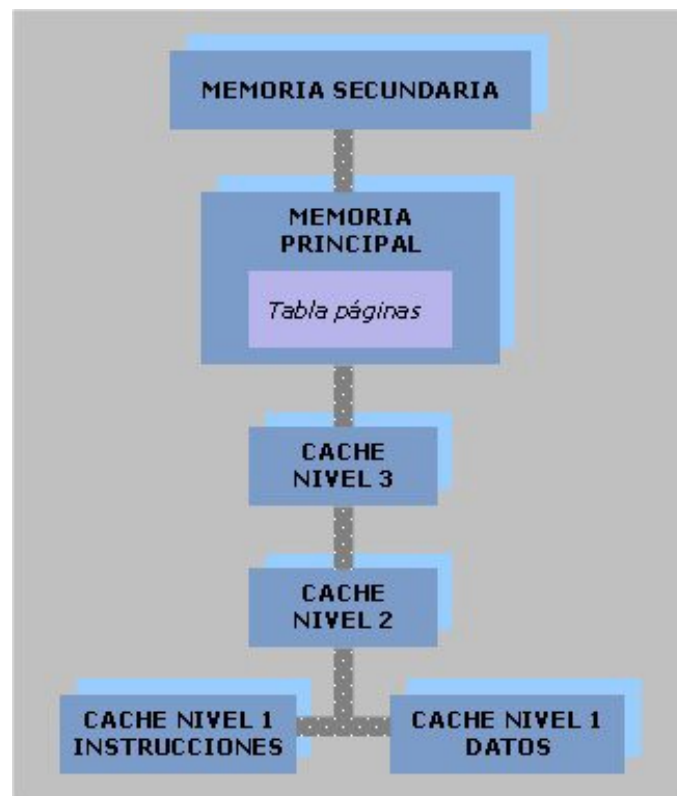 MEMORIA SECUNDARIA
MEMORIA
PRINCIPAL
Tabla páginas
CACHE
NIVEL 3
CACHE
NIVEL 2
CACHE NIVEL 1
INSTRUCCIONES
CACHE NIVEL 1
DATOS